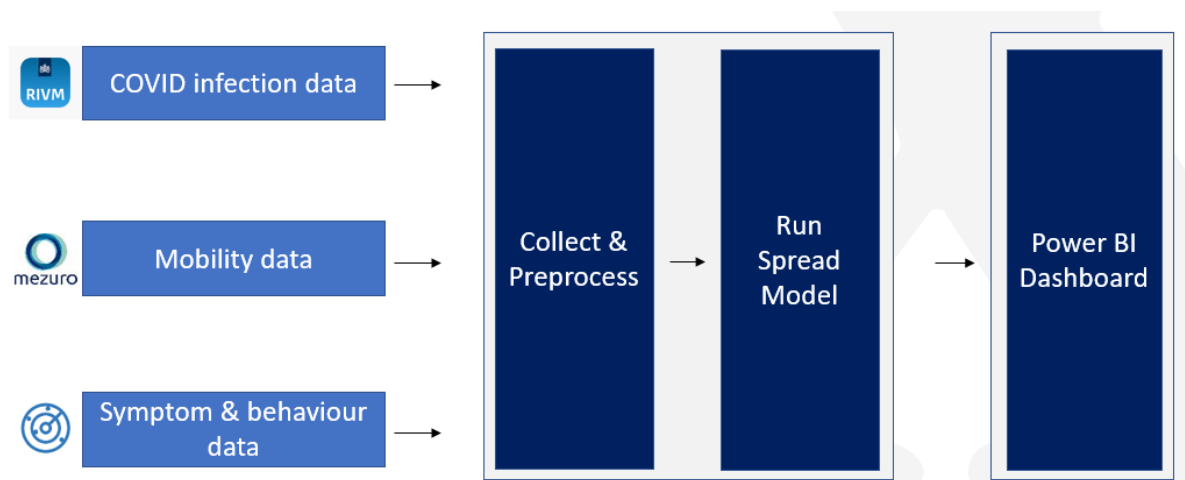 RIVM
COVID infection data
mezuro
Mobility data
Symptom & behaviour
data
Collect &
Preprocess
Run
Spread
Model
Power BI
Dashboard